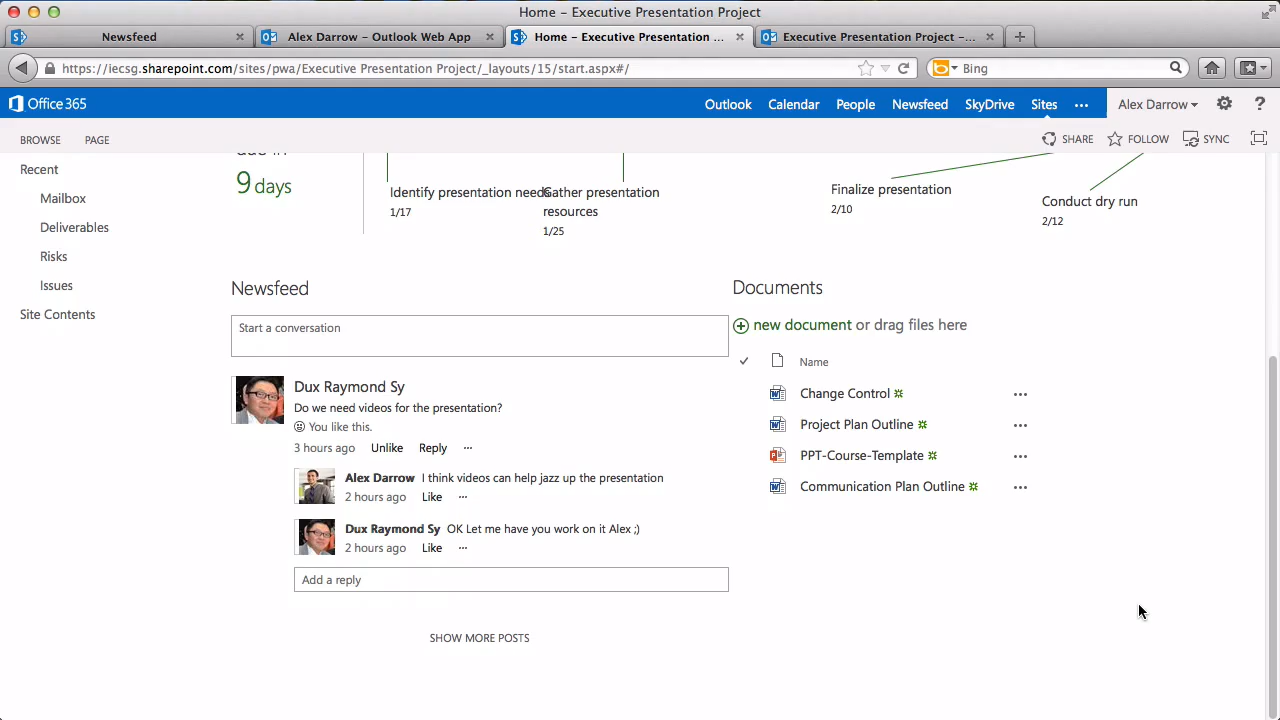 Home – Executive Presentation Project
Newsfeed
Alex Darrow – Outlook Web App
Home – Executive Presentation ...
Executive Presentation Project –...
https://iecsg.sharepoint.com/sites/pwa/Executive Presentation Project/_layouts/15/start.aspx#/
Bing
Office 365
Outlook
Calendar
People
Newsfeed
SkyDrive
Sites
Alex Darrow
?
BROWSE
PAGE
SHARE
FOLLOW
SYNC
Recent
Mailbox
Deliverables
Risks
Issues
Site Contents
9 days
Identify presentation needs
1/17
Gather presentation
resources
1/25
Finalize presentation
2/10
Conduct dry run
2/12
Newsfeed
Start a conversation
Dux Raymond Sy
Do we need videos for the presentation?
You like this.
3 hours ago Unlike Reply ...
Alex Darrow I think videos can help jazz up the presentation
2 hours ago Like ...
Dux Raymond Sy OK Let me have you work on it Alex ;)
2 hours ago Like ...
Add a reply
SHOW MORE POSTS
Documents
new document or drag files here
Name
Change Control
Project Plan Outline
PPT-Course-Template
Communication Plan Outline